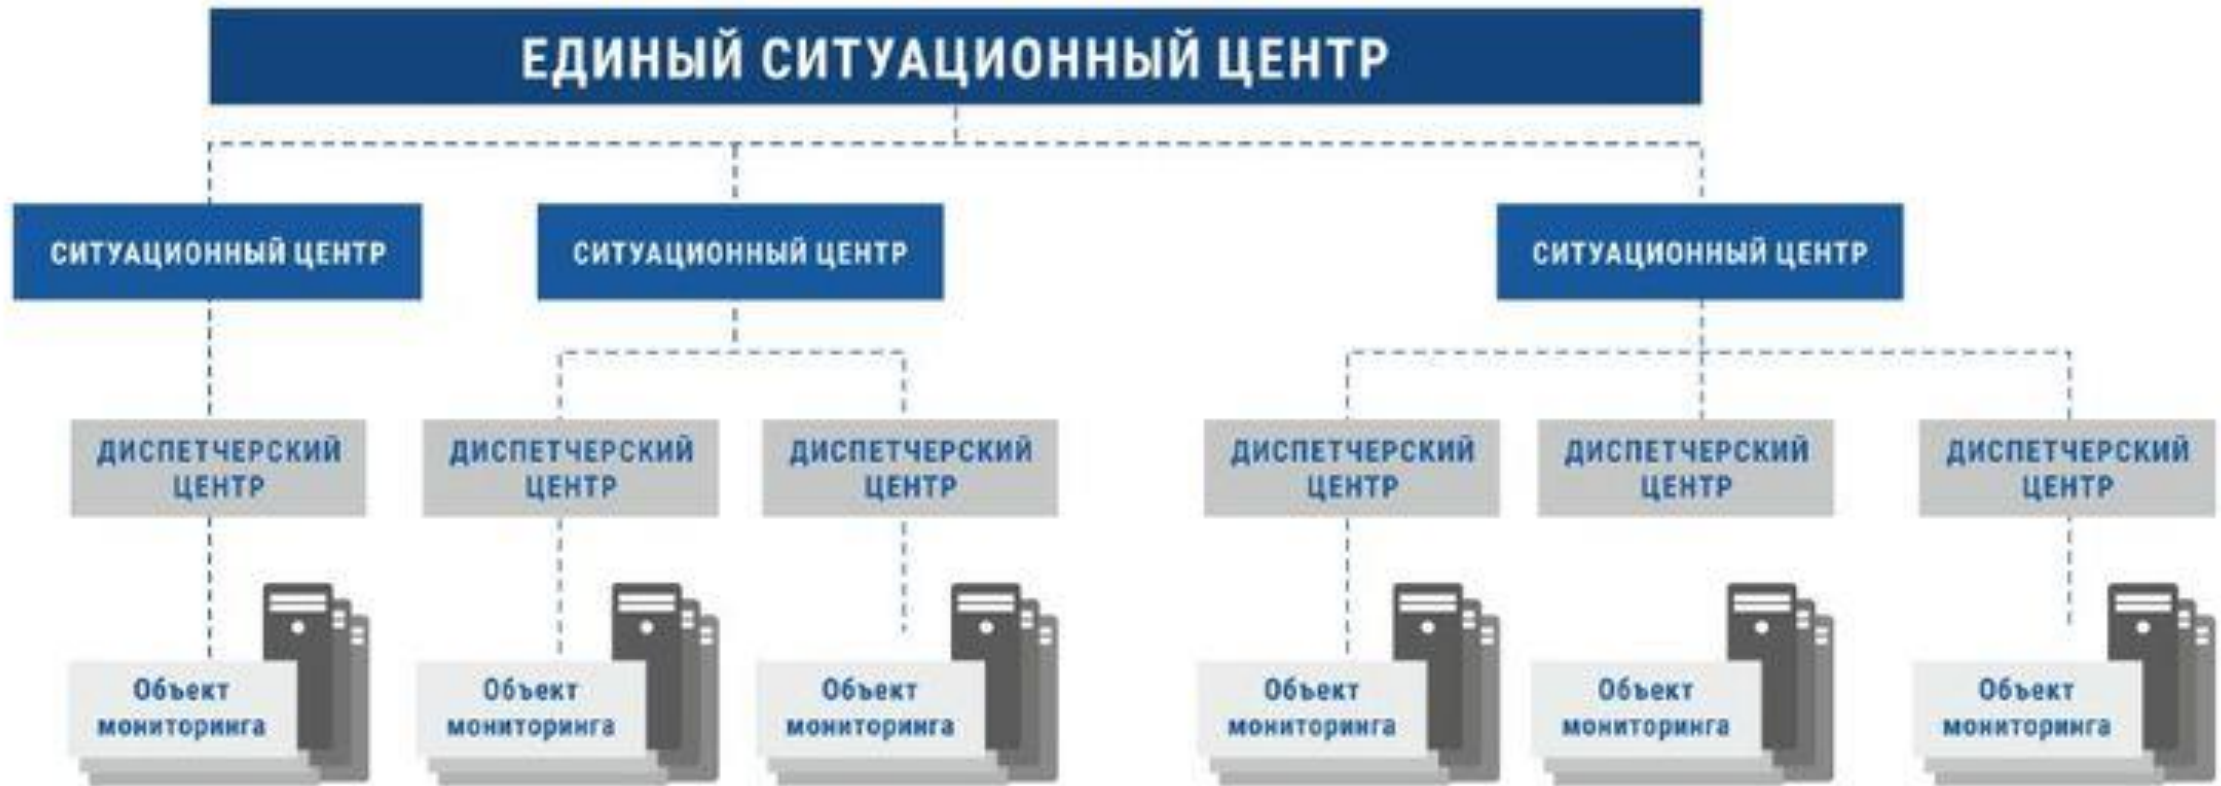 ЕДИНЫЙ СИТУАЦИОННЫЙ ЦЕНТР
СИТУАЦИОННЫЙ ЦЕНТР
СИТУАЦИОННЫЙ ЦЕНТР
СИТУАЦИОННЫЙ ЦЕНТР
ДИСПЕТЧЕРСКИЙ
ЦЕНТР
ДИСПЕТЧЕРСКИЙ
ЦЕНТР
ДИСПЕТЧЕРСКИЙ
ЦЕНТР
ДИСПЕТЧЕРСКИЙ
ЦЕНТР
ДИСПЕТЧЕРСКИЙ
ЦЕНТР
ДИСПЕТЧЕРСКИЙ
ЦЕНТР
Объект
мониторинга
Объект
мониторинга
Объект
мониторинга
Объект
мониторинга
Объект
мониторинга
Объект
мониторинга